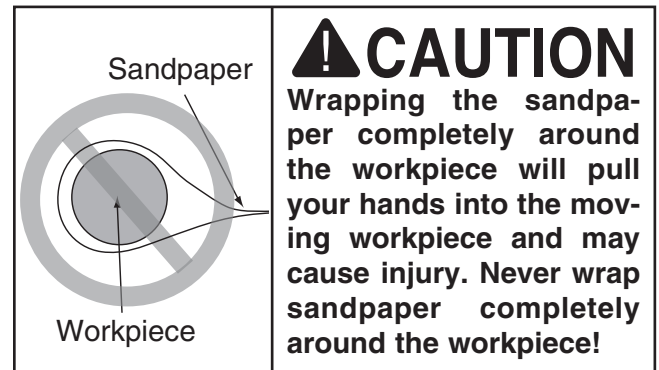 Sandpaper
Workpiece
CAUTION
Wrapping the sandpa-
per completely around
the workpiece will pull
your hands into the mov-
ing workpiece and may
cause injury. Never wrap
sandpaper completely
around the workpiece!